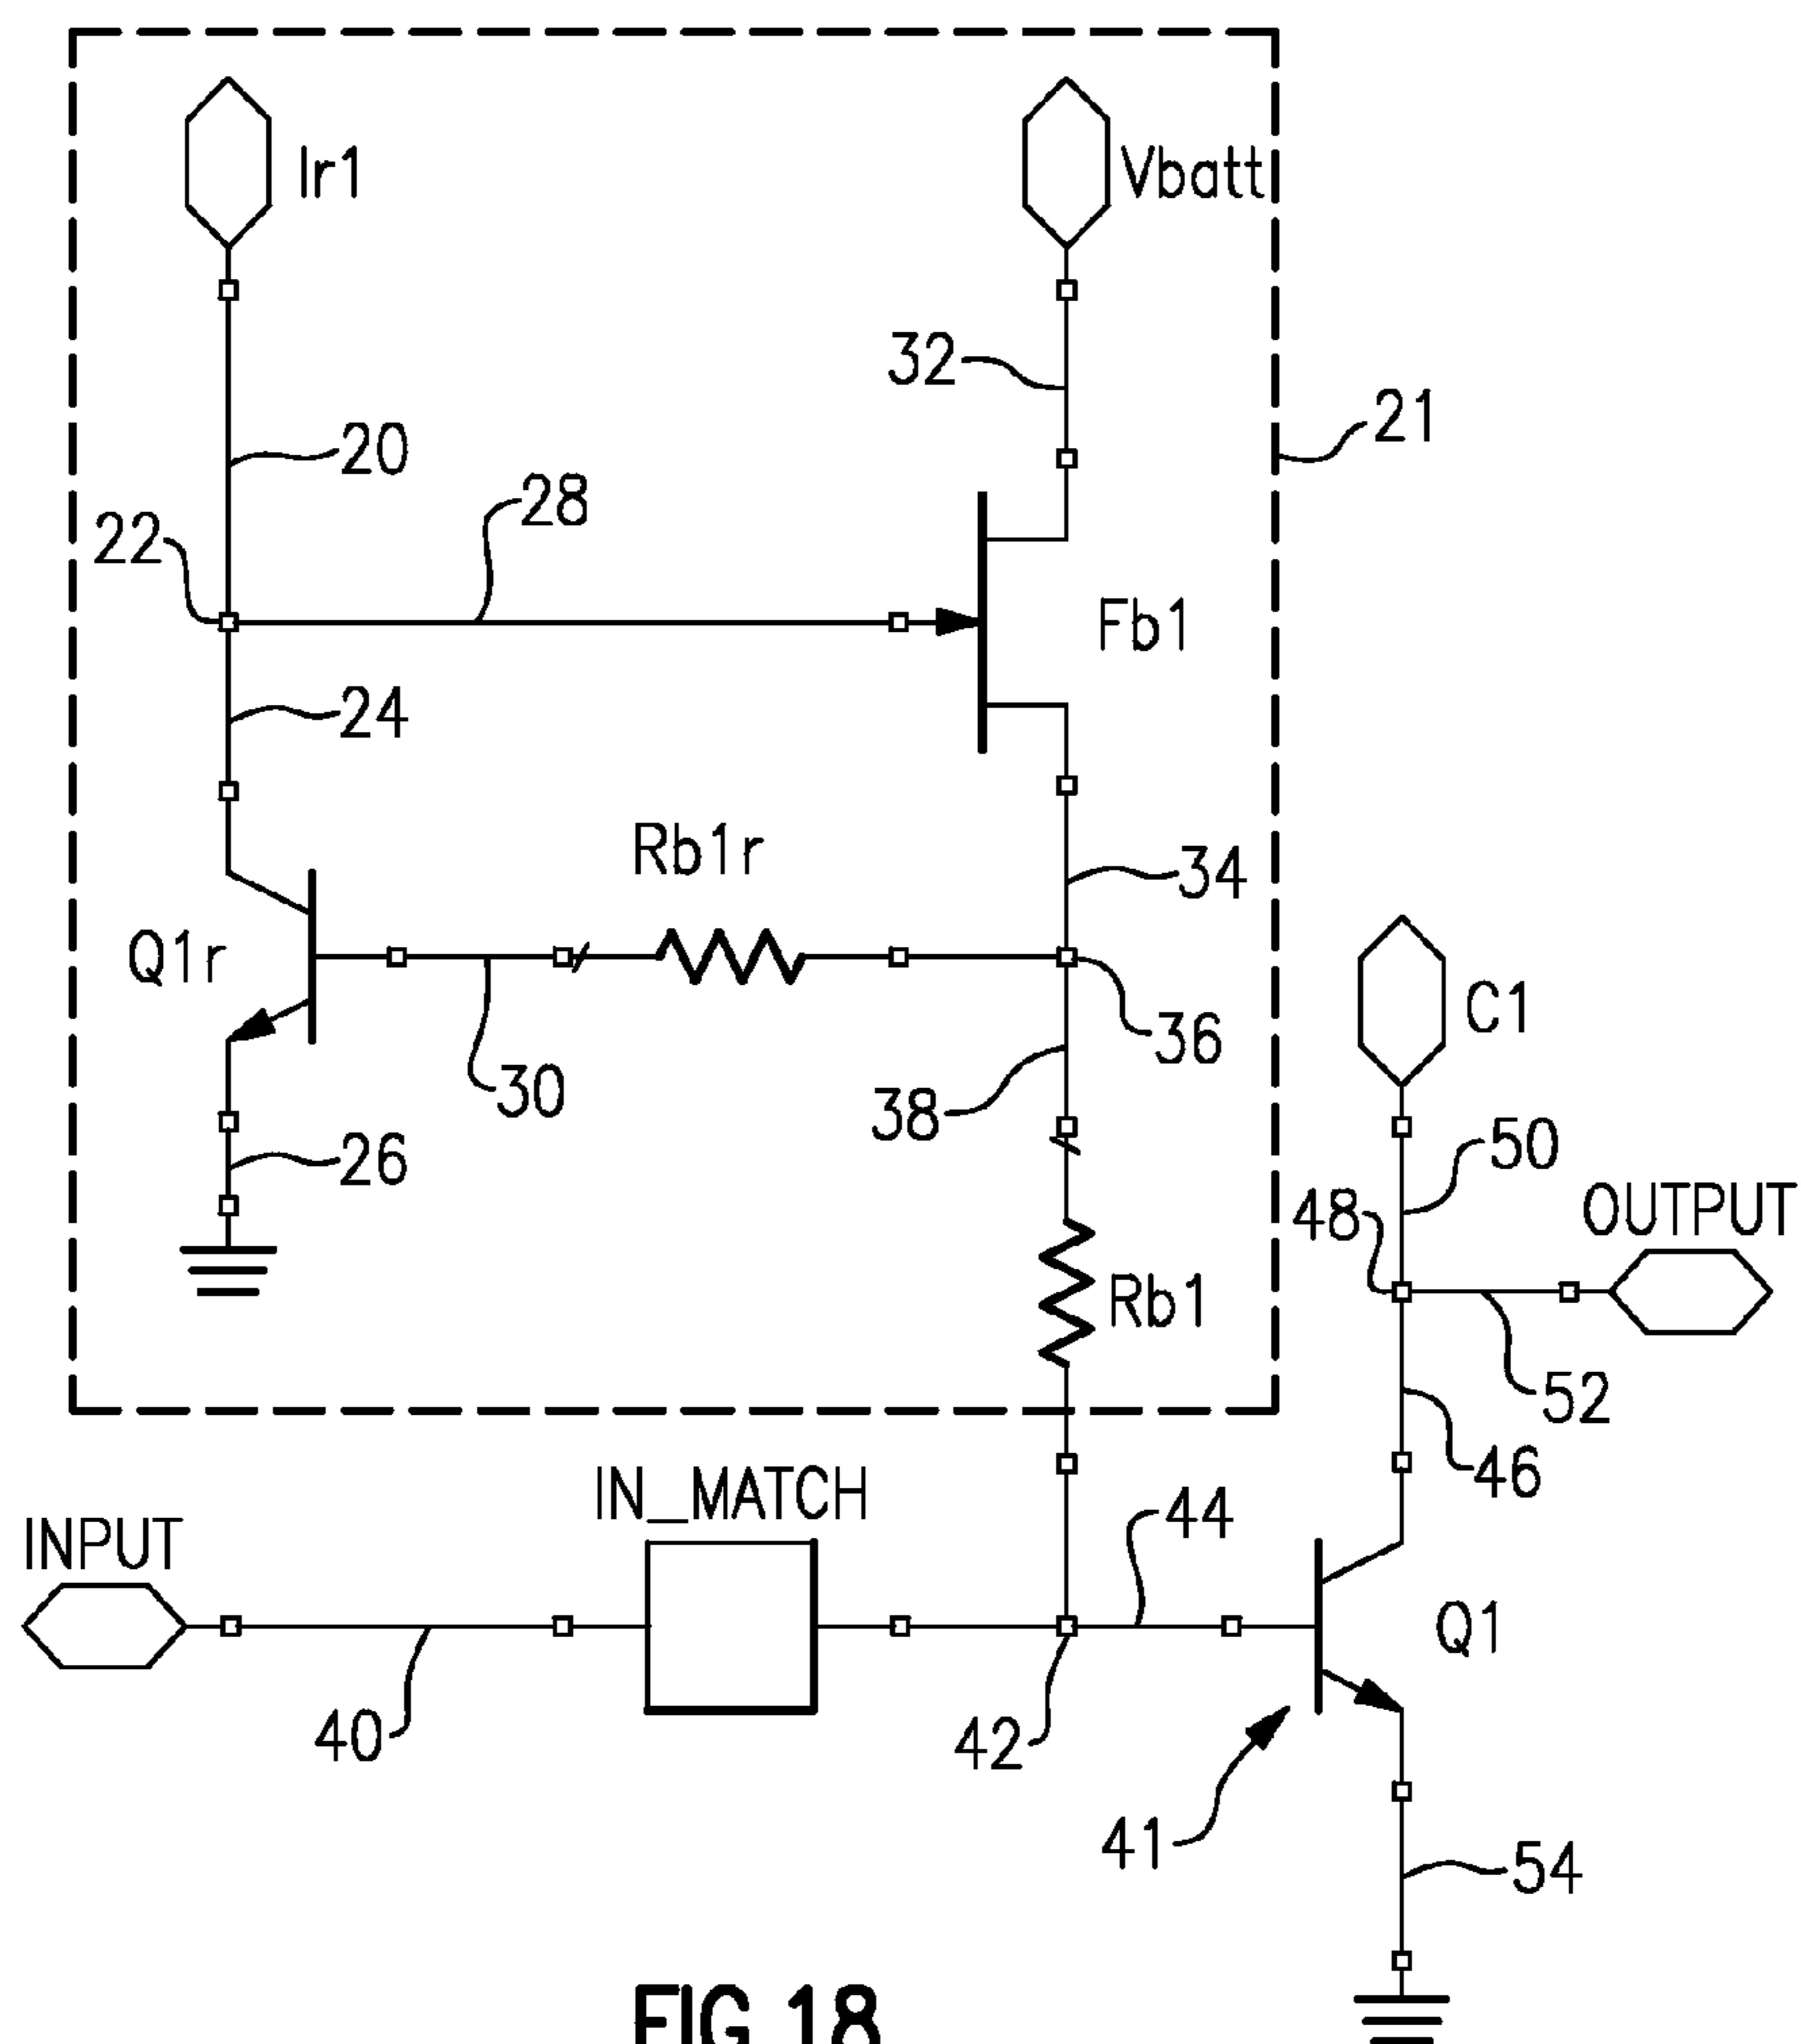 Ir1
Vbatt
32
21
20
28
22
Fb1
24
Rb1r
34
Q1r
C1
36
30
38
26
50
48
OUTPUT
Rb1
52
46
IN_MATCH
44
INPUT
Q1
40
42
41
54
FIG.18